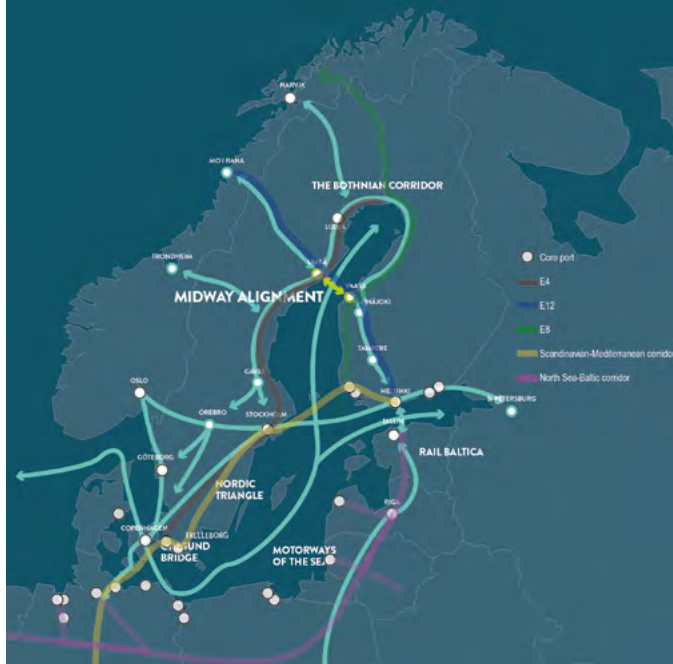 NARVIK
MO I RANA
THE BOTHNIAN CORRIDOR
LULEÅ
TRONDHEIM
UMEÅ
VAASA
MIDWAY ALIGNMENT
TAMPERE
GÄVLE
OSLO
HELSINKI
ÖREBRO
STOCKHOLM
ST PETERSBURG
TALLIN
RAIL BALTICA
GÖTEBORG
NORDIC
TRIANGLE
RIGA
COPENHAGEN
TRELLEBORG
BRIDGE
MOTORWAYS
OF THE SEA
Core port
E4
E12
E8
Scandinavian-Mediterranean corridor
North Sea-Baltic corridor